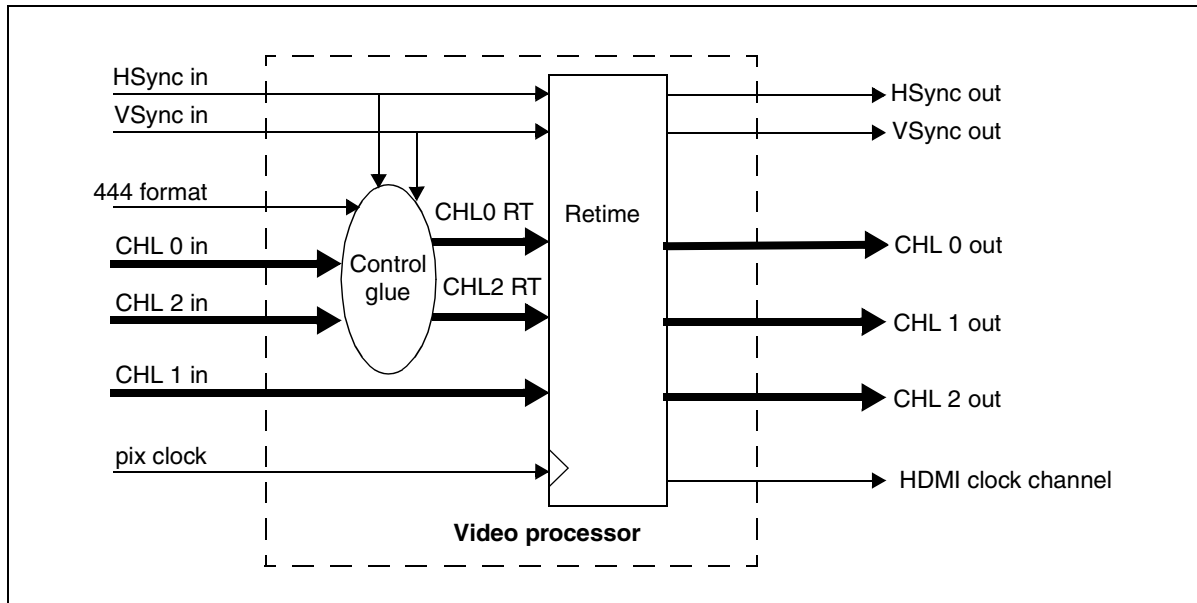 HSync in
VSync in
444 format
CHL 0 in
CHL 2 in
CHL 1 in
pix clock
Control
glue
CHL0 RT
CHL2 RT
Retime
Video processor
HSync out
VSync out
CHL 0 out
CHL 1 out
CHL 2 out
HDMI clock channel